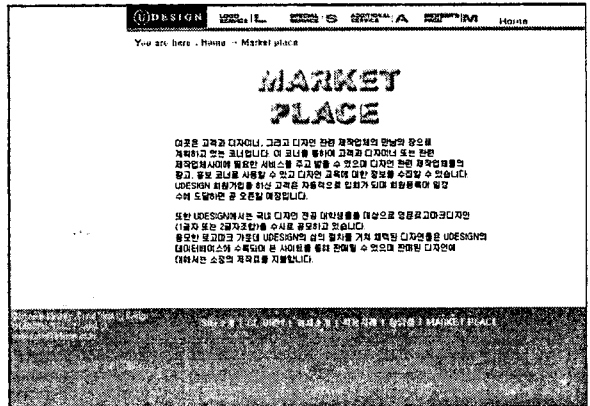 UDESIGN LOGO SERVICE SPECIAL SERVICE S ADDITIONAL SERVICE A MEMBER'S PAGE M Home
You are here : Home → Market place
MARKET
PLACE
이곳은 고객과 디자이너, 그리고 디자인 관련 제작업체의 만남의 장으로
계획하고 있는 코너입니다. 이 코너를 통하여 고객과 디자이너 또는 관련
제작업체사이에 필요한 서비스를 주고 받을 수 있으며 디자인 관련 제작업체들의
광고, 홍보 코너로 사용할 수 있고 디자인 교육에 대한 정보를 수집할 수 있습니다.
UDESIGN 회원가입을 하신 고객은 자동적으로 입회가 되며 회원등록이 일정
수에 도달하면 곧 오픈할 예정입니다.
또한 UDESIGN에서는 국내 디자인 전공 대학생들을 대상으로 영문로고마크디자인
(1글자 또는 2글자조합)을 수시로 공모하고 있습니다.
응모한 로고마크 가운데 UDESIGN의 심의 절차를 거쳐 채택된 디자인들은 UDESIGN의
데이터베이스에 수록되며 본 사이트를 통해 판매될 수 있으며 판매된 디자인에
대해서는 소정의 제작료를 지불합니다.
MARKET PLACE